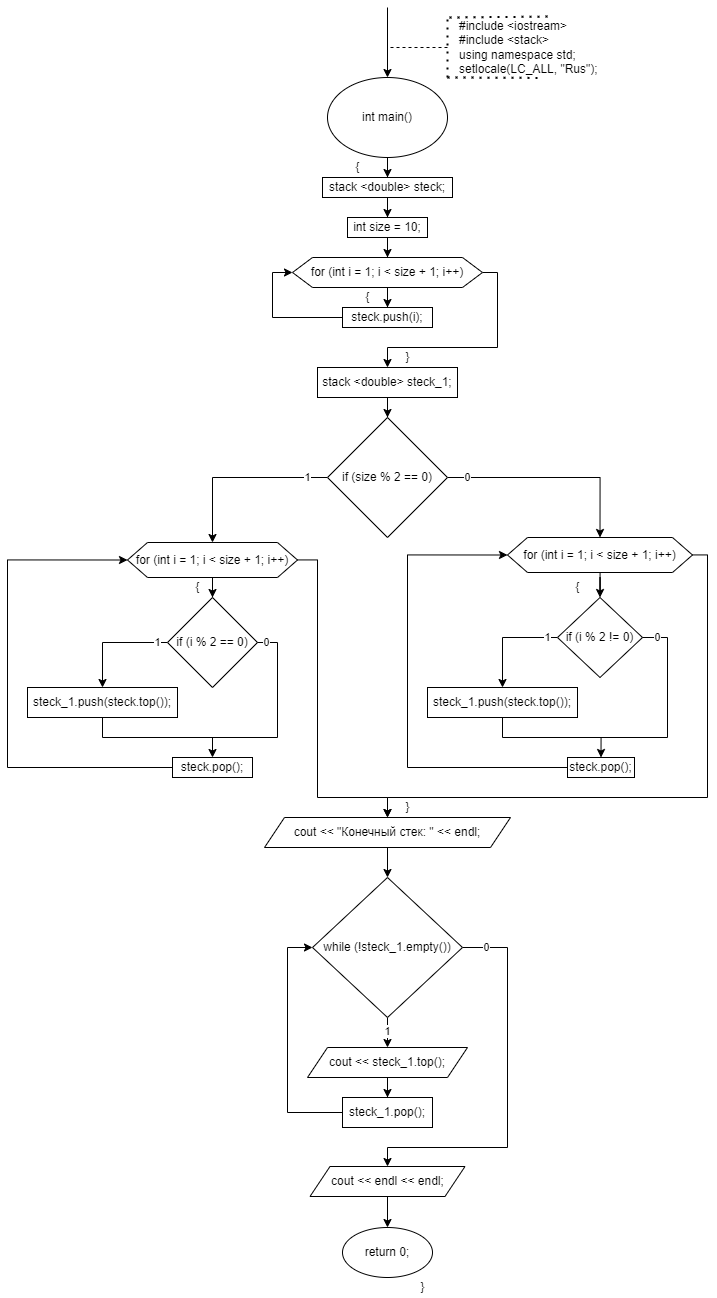 #include <iostream>
#include <stack>
using namespace std;
setlocale(LC_ALL, "Rus");
int main()
{
stack <double> steck;
int size = 10;
for (int i = 1; i < size + 1; i++)
{
steck.push(i);
}
stack <double> steck_1;
if (size % 2 == 0)
1
0
for (int i = 1; i < size + 1; i++)
{
if (i % 2 == 0)
1
0
steck_1.push(steck.top());
steck.pop();
for (int i = 1; i < size + 1; i++)
{
if (i % 2 != 0)
1
0
steck_1.push(steck.top());
steck.pop();
}
cout << "Конечный стек: " << endl;
while (!steck_1.empty())
0
1
cout << steck_1.top();
steck_1.pop();
cout << endl << endl;
return 0;
}